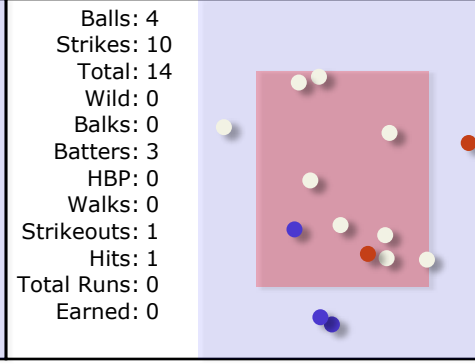 Balls: 4
Strikes: 10
Total: 14
Wild: 0
Balks: 0
Batters: 3
HBP: 0
Walks: 0
Strikeouts: 1
Hits: 1
Total Runs: 0
Earned: 0